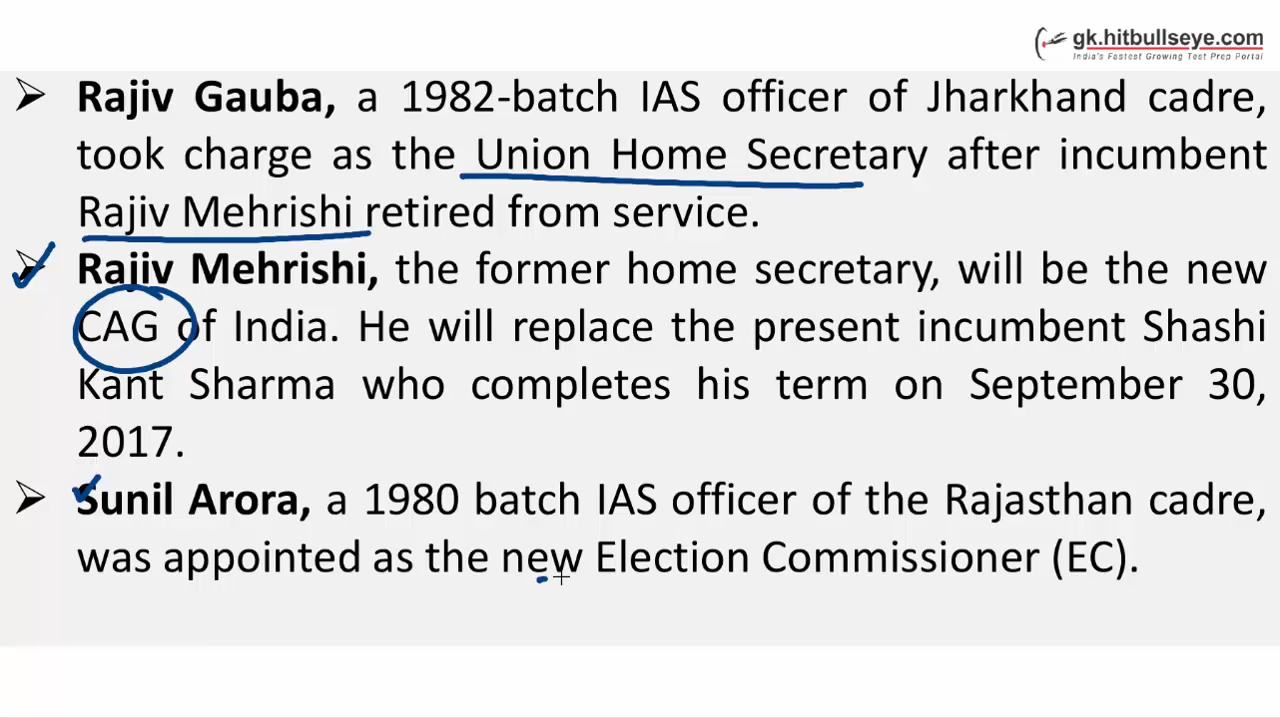 gk.hitbullseye.com
India's Fastest Growing Test Prep Portal
Rajiv Gauba, a 1982-batch IAS officer of Jharkhand cadre,
took charge as the Union Home Secretary after incumbent
Rajiv Mehrishi retired from service.
Rajiv Mehrishi, the former home secretary, will be the new
CAG of India. He will replace the present incumbent Shashi
Kant Sharma who completes his term on September 30,
2017.
Sunil Arora, a 1980 batch IAS officer of the Rajasthan cadre,
was appointed as the new Election Commissioner (EC).